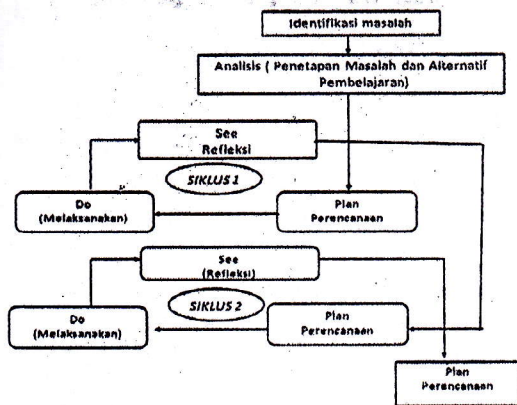 Identifikasi masalah
Analisis ( Penetapan Masalah dan Alternatif
Pembelajaran)
See
Refleksi
SIKLUS 1
Do
(Melaksanakan)
Plan
Perencanaan
See
(Refleksi)
SIKLUS 2
Do
(Melaksanakan)
Plan
Perencanaan
Plan
Perencanaan